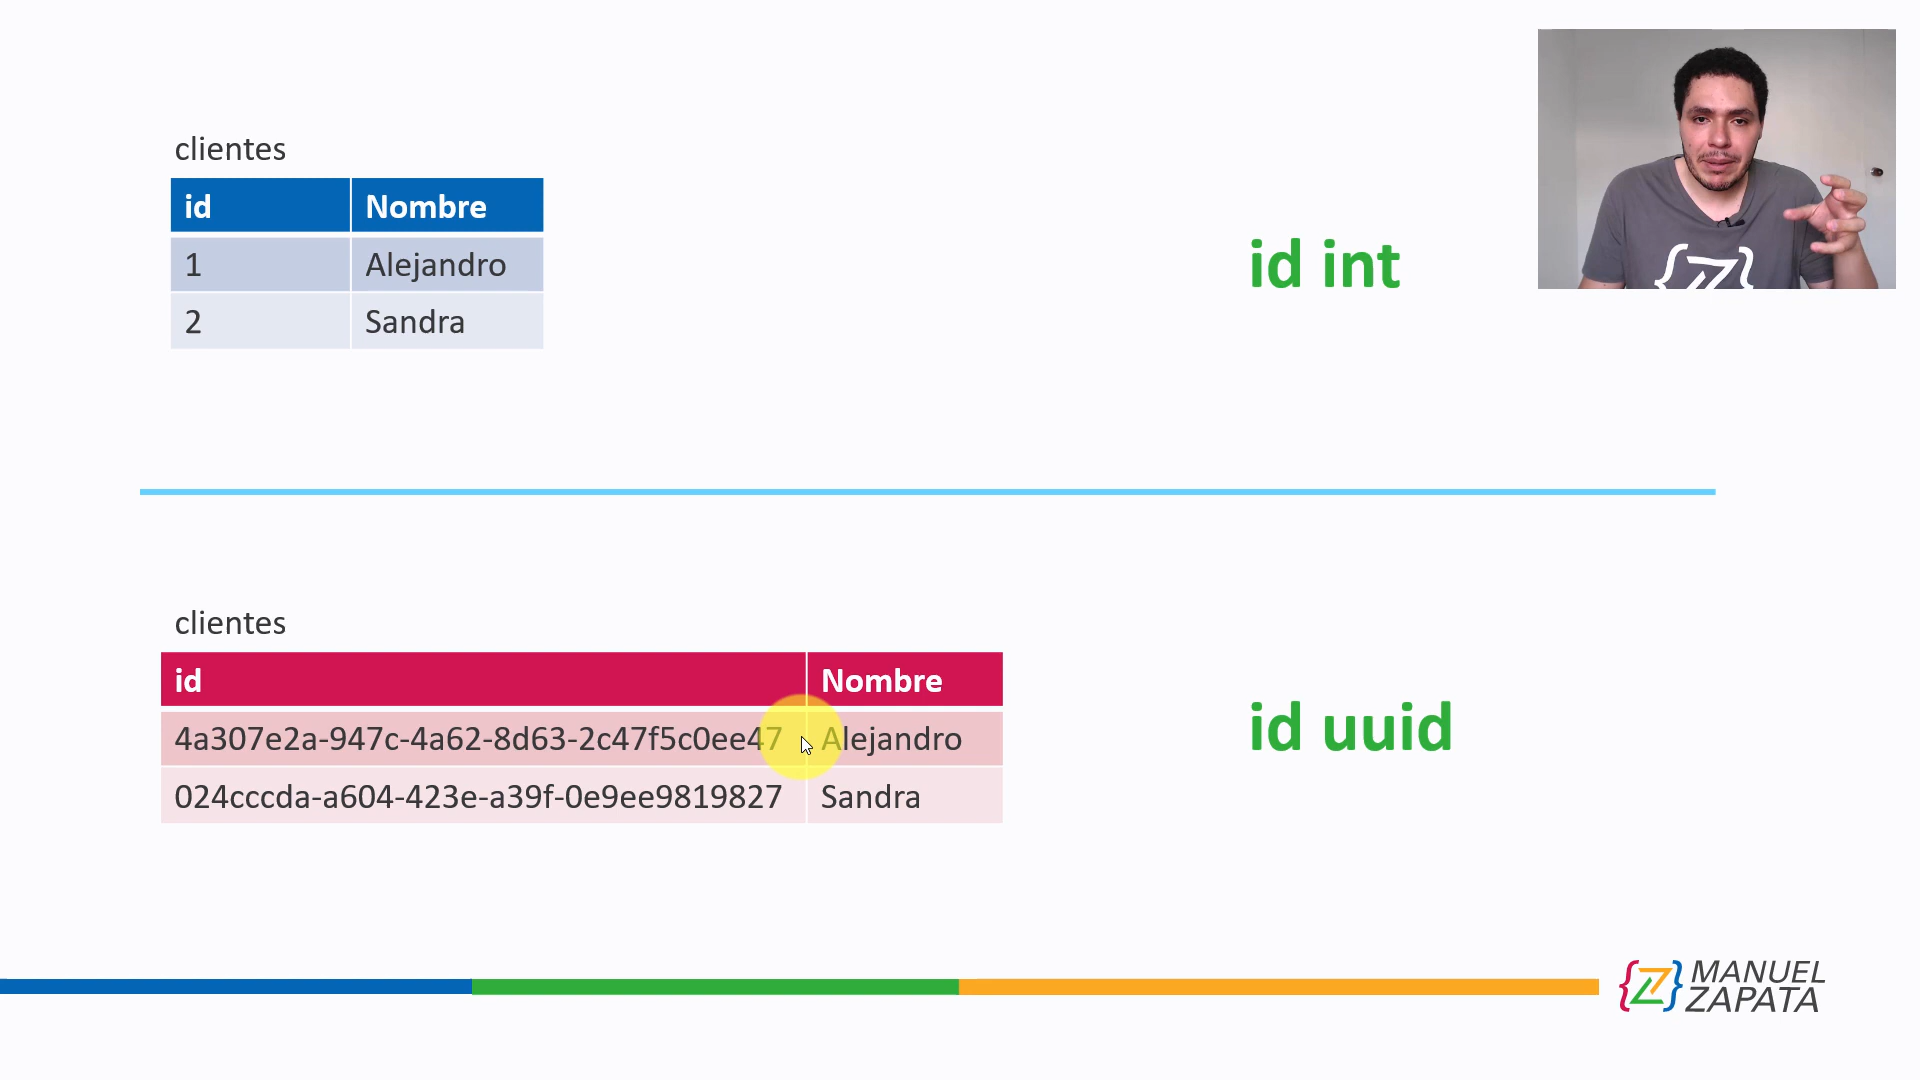 clientes
id Nombre
1 Alejandro
2 Sandra
id int
clientes
id Nombre
4a307e2a-947c-4a62-8d63-2c47f5c0ee47 Alejandro
024cccda-a604-423e-a39f-0e9ee9819827 Sandra
id uuid
{Z} MANUEL
ZAPATA